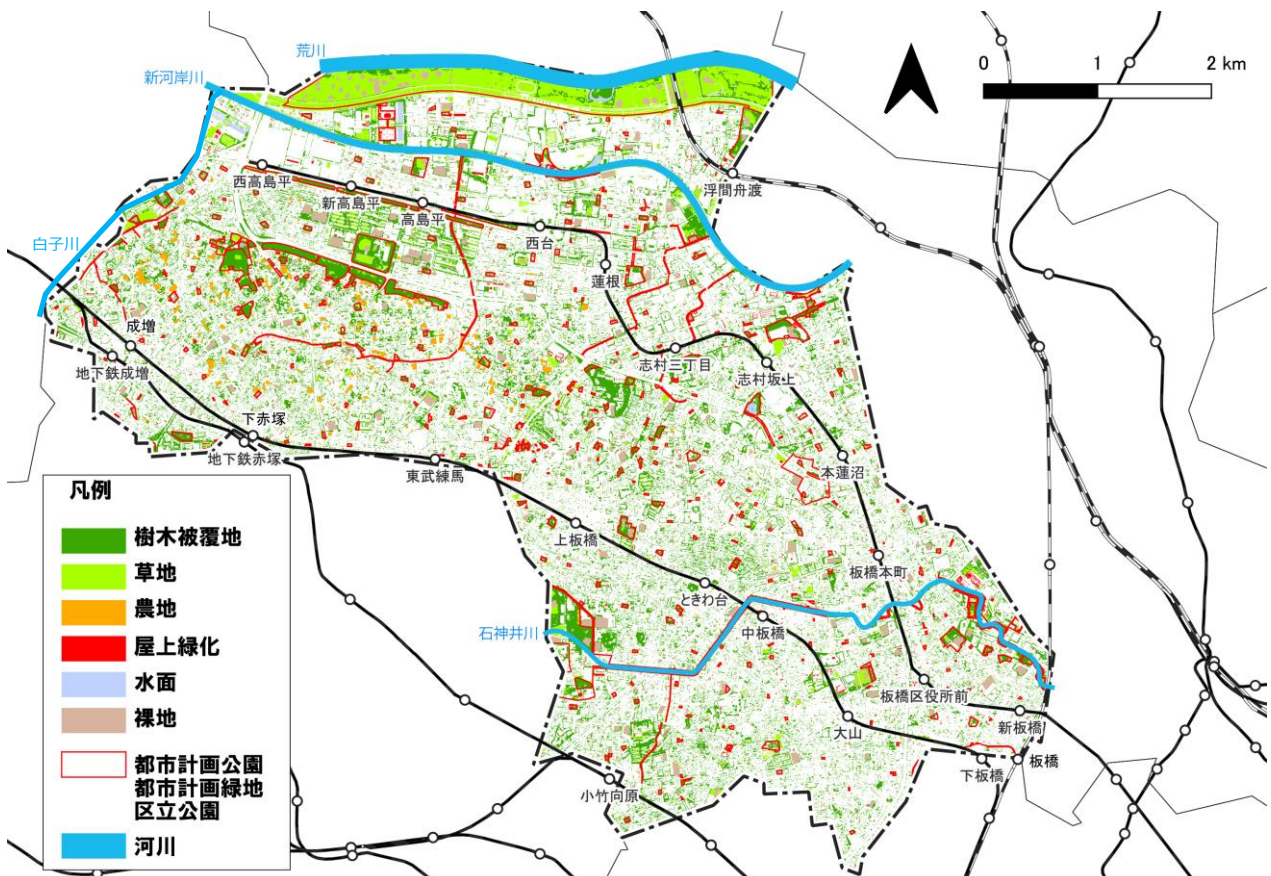 荒川
新河岸川
0 1 2 km
浮間舟渡
西高島平
新高島平
高島平
西台
白子川
蓮根
成増
地下鉄成増
志村三丁目
志村坂上
下赤塚
地下鉄赤塚
東武練馬
本蓮沼
上板橋
板橋本町
ときわ台
中板橋
石神井川
板橋区役所前
新板橋
大山
下板橋
板橋
小竹向原
凡例
樹木被覆地
草地
農地
屋上緑化
水面
裸地
都市計画公園
都市計画緑地
区立公園
河川